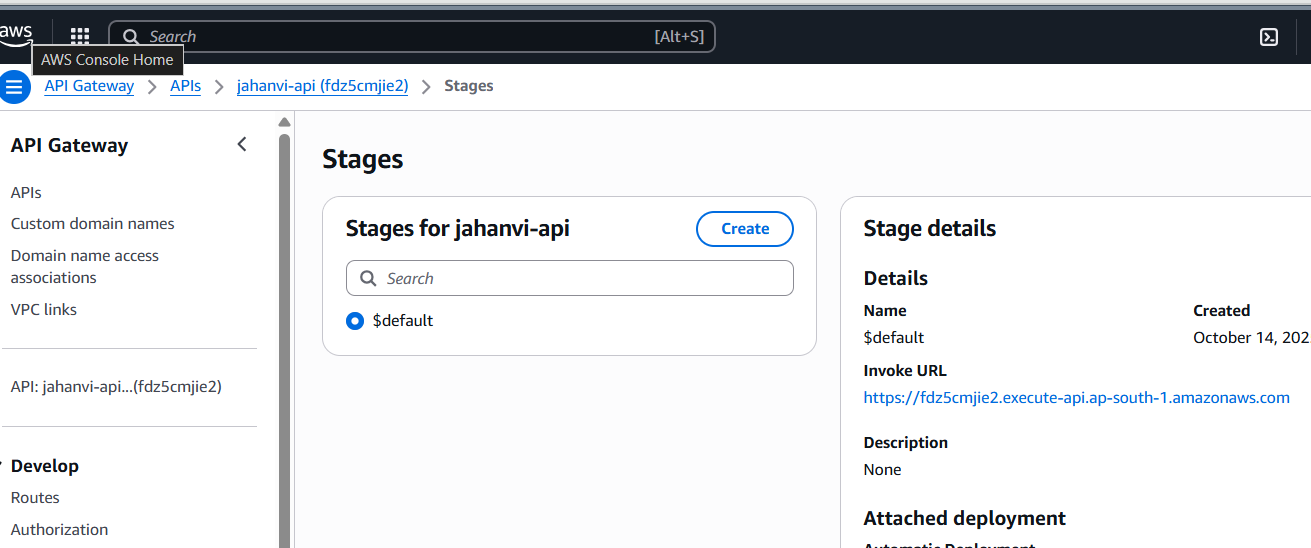 aws
Search [Alt+S]
AWS Console Home
API Gateway APIs jahanvi-api (fdz5cmjie2) Stages
API Gateway
APIs
Custom domain names
Domain name access
associations
VPC links
API: jahanvi-api...(fdz5cmjie2)
Develop
Routes
Authorization
Stages
Stages for jahanvi-api
Create
Search
$default
Stage details
Details
Name
Created
$default
October 14, 202
Invoke URL
https://fdz5cmjie2.execute-api.ap-south-1.amazonaws.com
Description
None
Attached deployment
Automatic Deployment